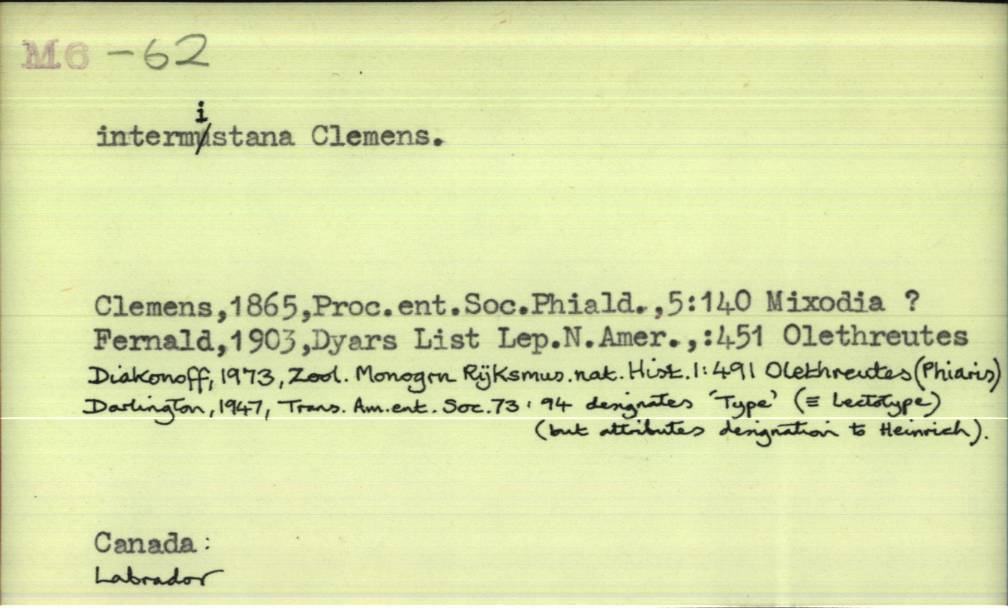 M6 -62
intermistana Clemens.
Clemens,1865,Proc.ent.Soc.Phiald.,5:140 Mixodia ?
Fernald,1903,Dyars List Lep.N.Amer.,:451 Olethreutes
Diakonoff, 1973, Zool. Monogrn Rijksmus.nat.Hist.1:491 Olethreutes (Phiaris)
Darlington, 1947, Trans. Am.ent. Soc.73: 94 designates 'Type' (≡ Lectotype)
(but attributes designation to Heinrich).
Canada:
Labrador